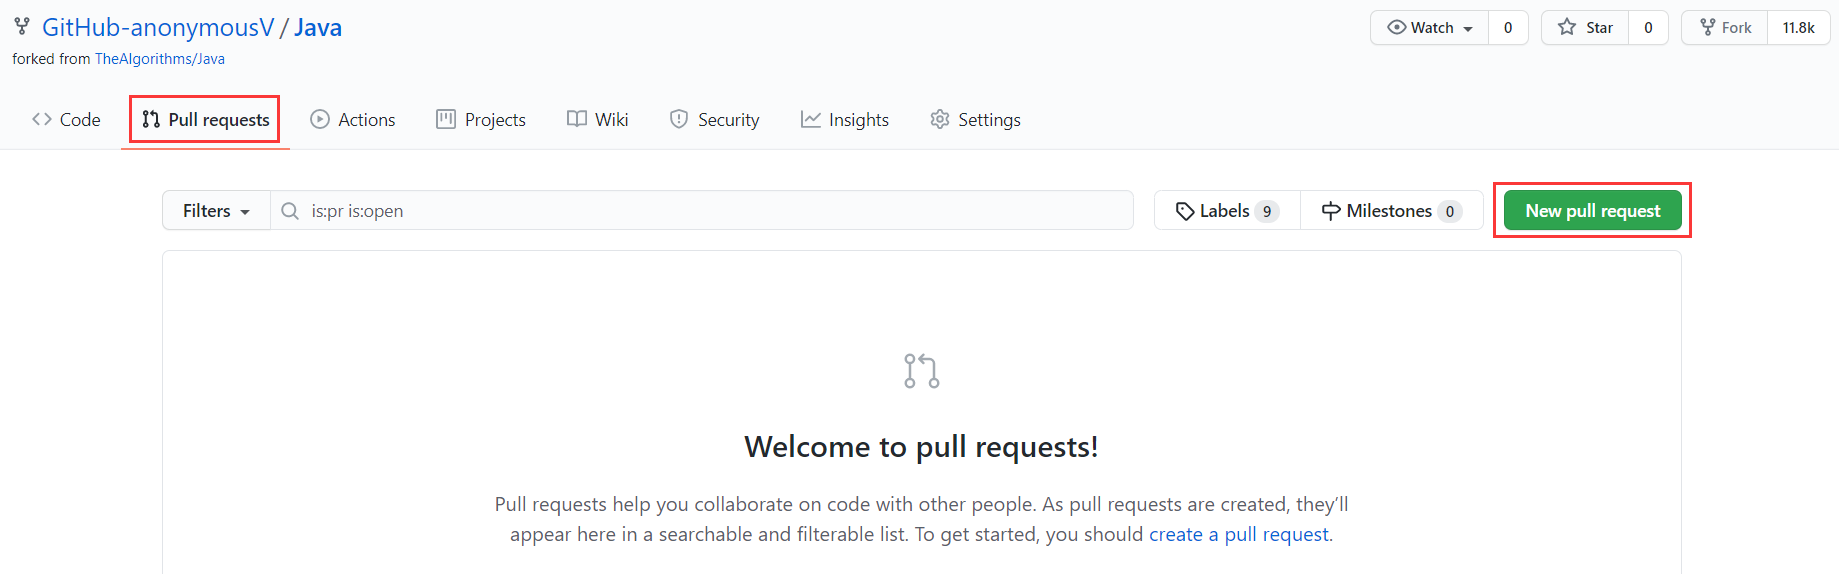 GitHub-anonymousV / Java
Watch 0
Star 0
Fork 11.8k
forked from TheAlgorithms/Java
Code
Pull requests
Actions
Projects
Wiki
Security
Insights
Settings
Filters
is:pr is:open
Labels 9
Milestones 0
New pull request
Welcome to pull requests!
Pull requests help you collaborate on code with other people. As pull requests are created, they’ll
appear here in a searchable and filterable list. To get started, you should create a pull request.